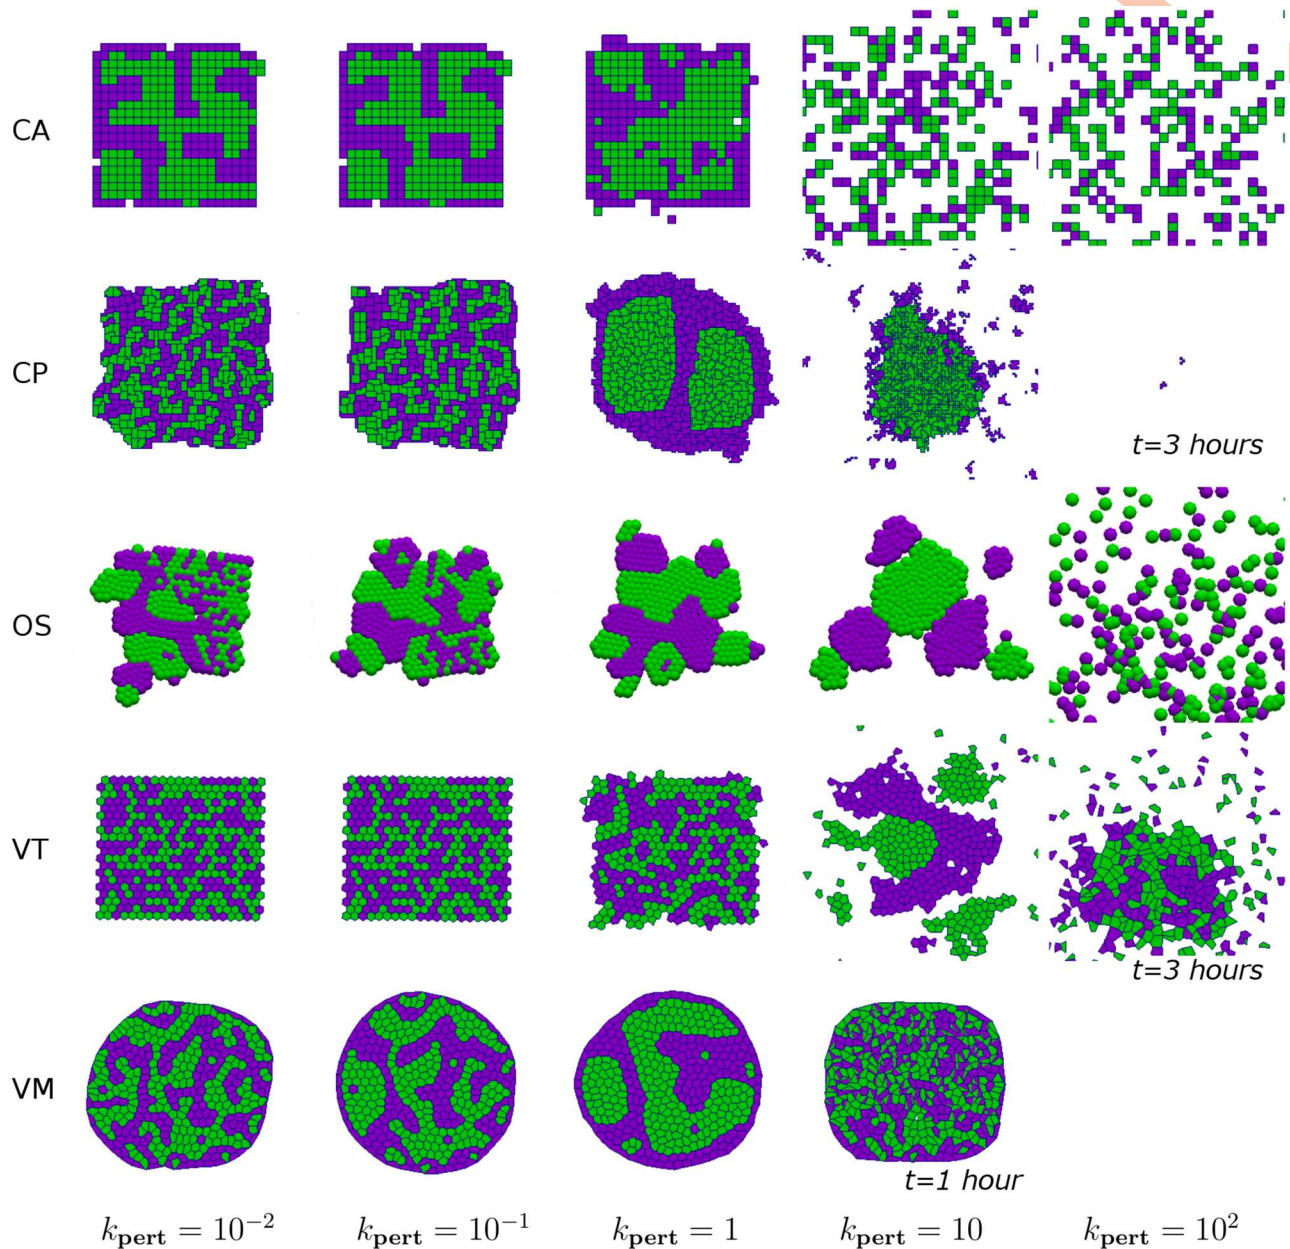 CA
CP
t=3 hours
OS
VT
t=3 hours
VM
t=1 hour
k_pert = 10^-2 k_pert = 10^-1 k_pert = 1 k_pert = 10 k_pert = 10^2